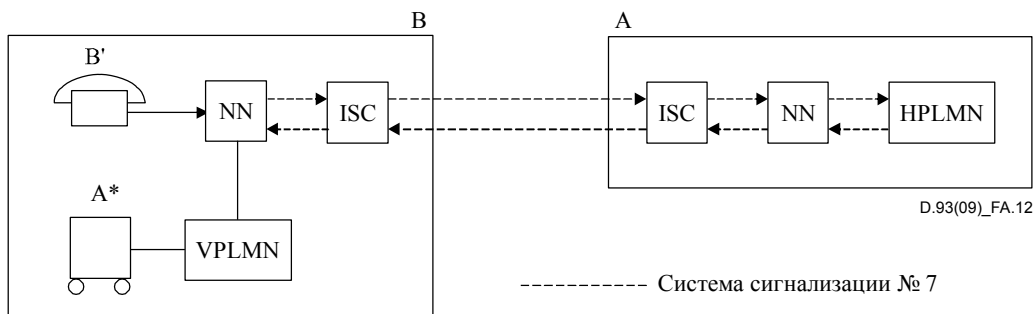 B
A
B'
NN
ISC
ISC
NN
HPLMN
A*
VPLMN
D.93(09)_FA.12
Система сигнализации № 7